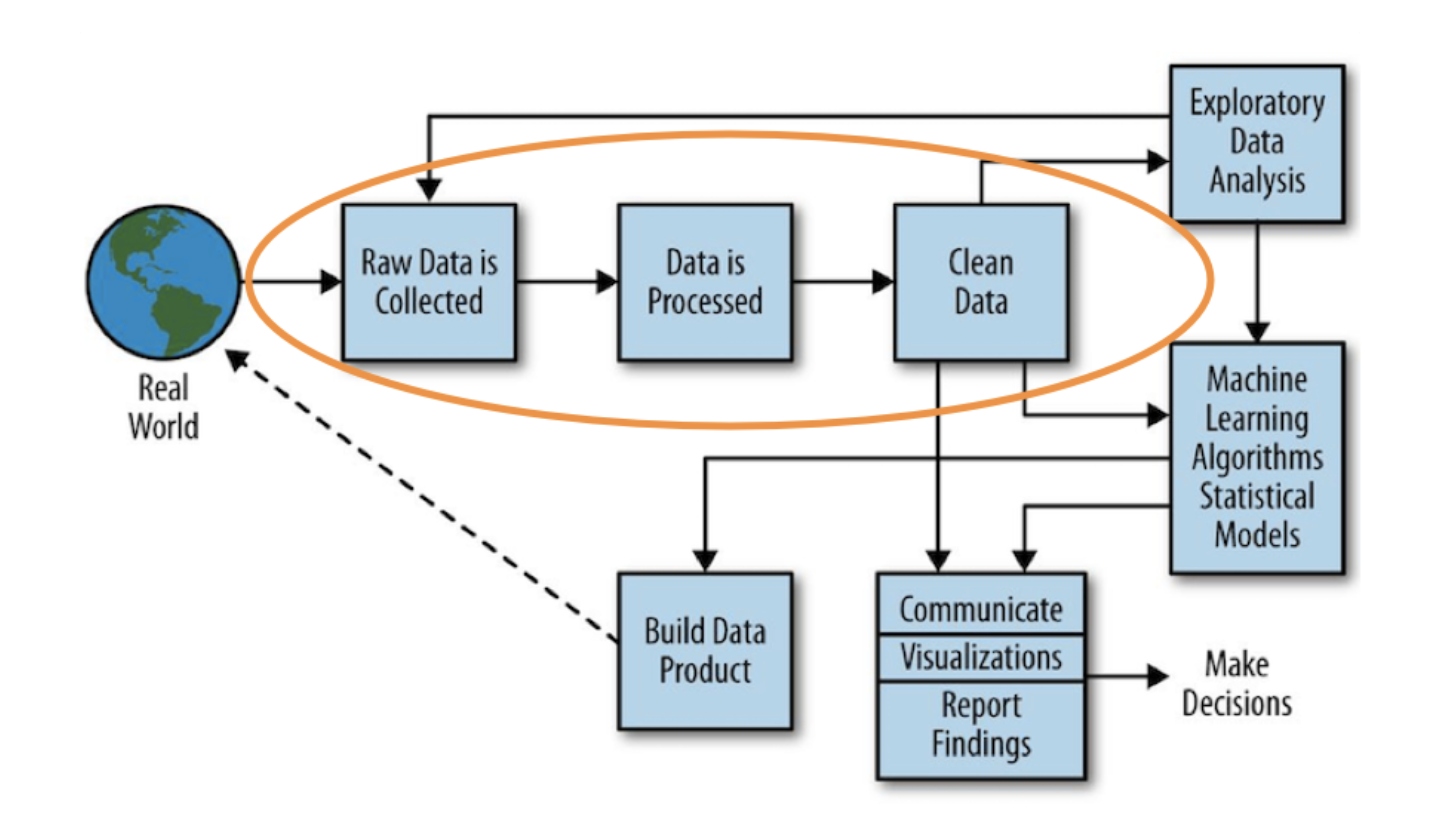 Exploratory
Data
Analysis
Raw Data is
Collected
Data is
Processed
Clean
Data
Real
World
Machine
Learning
Algorithms
Statistical
Models
Build Data
Product
Communicate
Visualizations
Report
Findings
Make
Decisions